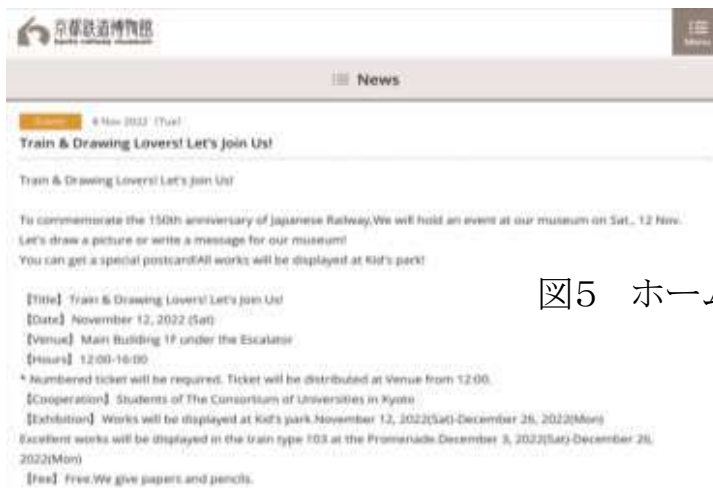 京都鉄道博物館
kyoto railway museum
Menu
News
Event 8 Nov 2022 (Tue)
Train & Drawing Lovers! Let's Join Us!
Train & Drawing Lovers! Let's Join Us!
To commemorate the 150th anniversary of Japanese Railway,We will hold an event at our museum on Sat., 12 Nov.
Let's draw a picture or write a message for our museum!
You can get a special postcard!All works will be displayed at Kid's park!
【Title】Train & Drawing Lovers! Let's Join Us!
【Date】November 12, 2022 (Sat)
【Venue】Main Building 1F under the Escalator
【Hours】12:00-16:00
* Numbered ticket will be required. Ticket will be distributed at Venue from 12:00.
【Cooperation】Students of The Consortium of Universities in Kyoto
【Exhibition】Works will be displayed at Kid's park.November 12, 2022(Sat)-December 26, 2022(Mon)
Excellent works will be displayed in the train type 103 at the Promenade.December 3, 2022(Sat)-December 26,
2022(Mon)
【Fee】Free.We give papers and pencils.
図5 ホーム